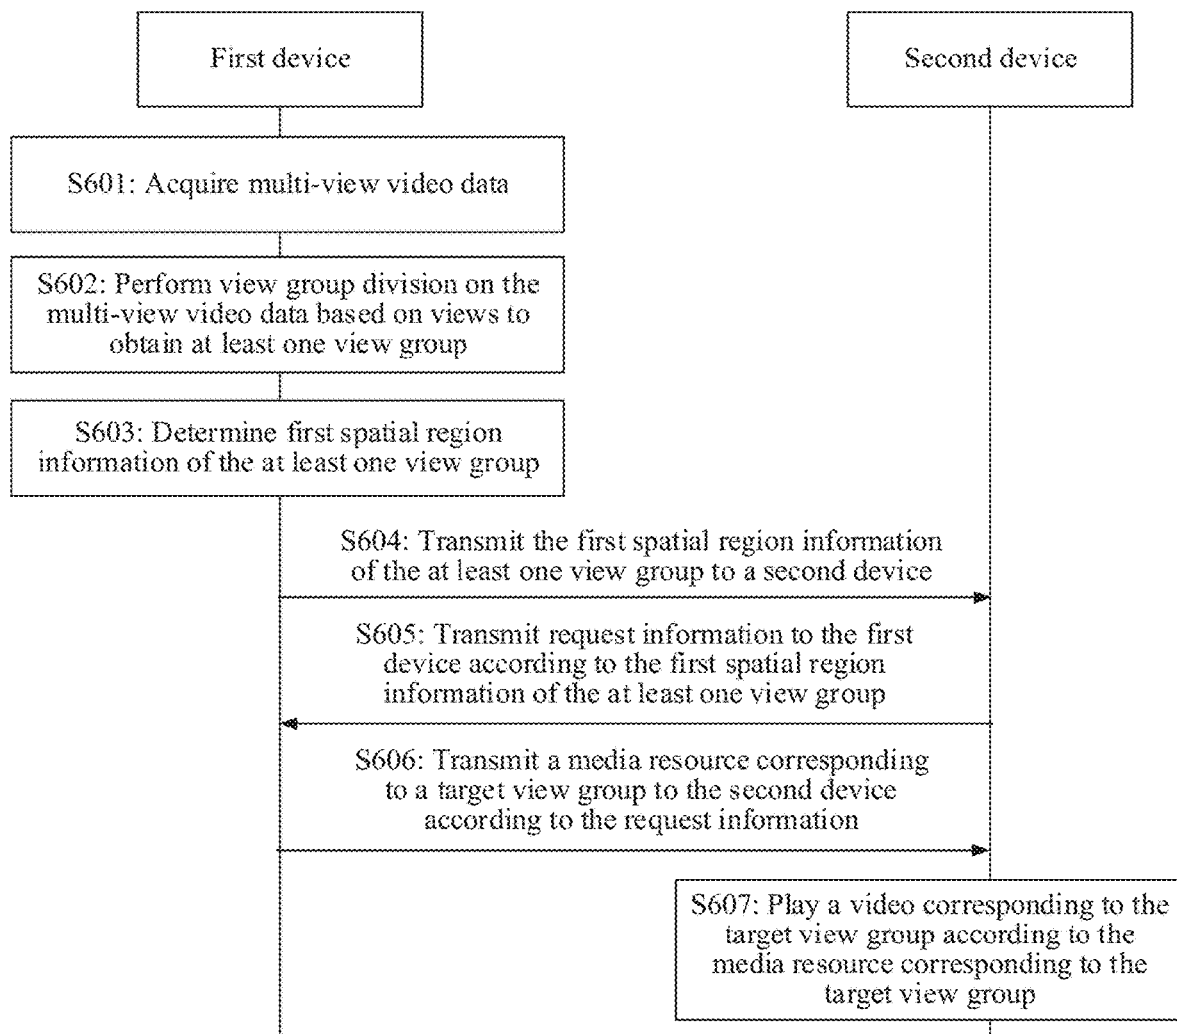 First device
Second device
S601: Acquire multi-view video data
S602: Perform view group division on the
multi-view video data based on views to
obtain at least one view group
S603: Determine first spatial region
information of the at least one view group
S604: Transmit the first spatial region information
of the at least one view group to a second device
S605: Transmit request information to the first
device according to the first spatial region
information of the at least one view group
S606: Transmit a media resource corresponding
to a target view group to the second device
according to the request information
S607: Play a video corresponding to the
target view group according to the
media resource corresponding to the
target view group